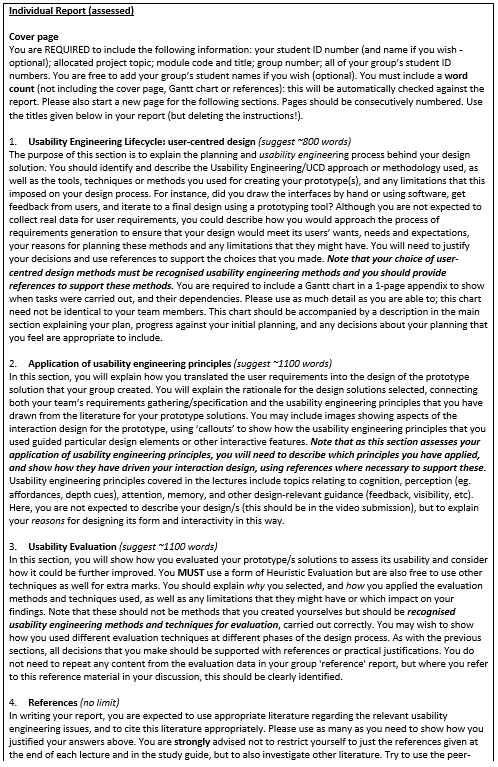 Individual Report (assessed)
Cover page
You are REQUIRED to include the following information: your student ID number (and name if you wish -
optional); allocated project topic; module code and title; group number; all of your group's student ID
numbers. You are free to add your group's student names if you wish (optional). You must include a word
count (not including the cover page, Gantt chart or references): this will be automatically checked against the
report. Please also start a new page for the following sections. Pages should be consecutively numbered. Use
the titles given below in your report (but deleting the instructions!).
1. Usability Engineering Lifecycle: user-centred design (suggest ~800 words)
The purpose of this section is to explain the planning and usability engineering process behind your design
solution. You should identify and describe the Usability Engineering/UCD approach or methodology used, as
well as the tools, techniques or methods you used for creating your prototype(s), and any limitations that this
imposed on your design process. For instance, did you draw the interfaces by hand or using software, get
feedback from users, and iterate to a final design using a prototyping tool? Although you are not expected to
collect real data for user requirements, you could describe how you would approach the process of
requirements generation to ensure that your design would meet its users' wants, needs and expectations,
your reasons for planning these methods and any limitations that they might have. You will need to justify
your decisions and use references to support the choices that you made. Note that your choice of user-
centred design methods must be recognised usability engineering methods and you should provide
references to support these methods. You are required to include a Gantt chart in a 1-page appendix to show
when tasks were carried out, and their dependencies. Please use as much detail as you are able to; this chart
need not be identical to your team members. This chart should be accompanied by a description in the main
section explaining your plan, progress against your initial planning, and any decisions about your planning that
you feel are appropriate to include.
2. Application of usability engineering principles (suggest ~1100 words)
In this section, you will explain how you translated the user requirements into the design of the prototype
solution that your group created. You will explain the rationale for the design solutions selected, connecting
both your team's requirements gathering/specification and the usability engineering principles that you have
drawn from the literature for your prototype solutions. You may include images showing aspects of the
interaction design for the prototype, using 'callouts' to show how the usability engineering principles that you
used guided particular design elements or other interactive features. Note that as this section assesses your
application of usability engineering principles, you will need to describe which principles you have applied,
and show how they have driven your interaction design, using references where necessary to support these.
Usability engineering principles covered in the lectures include topics relating to cognition, perception (eg.
affordances, depth cues), attention, memory, and other design-relevant guidance (feedback, visibility, etc).
Here, you are not expected to describe your design/s (this should be in the video submission), but to explain
your reasons for designing its form and interactivity in this way.
3. Usability Evaluation (suggest ~1100 words)
In this section, you will show how you evaluated your prototype/s solutions to assess its usability and consider
how it could be further improved. You MUST use a form of Heuristic Evaluation but are also free to use other
techniques as well for extra marks. You should explain why you selected, and how you applied the evaluation
methods and techniques used, as well as any limitations that they might have or which impact on your
findings. Note that these should not be methods that you created yourselves but should be recognised
usability engineering methods and techniques for evaluation, carried out correctly. You may wish to show
how you used different evaluation techniques at different phases of the design process. As with the previous
sections, all decisions that you make should be supported with references or practical justifications. You do
not need to repeat any content from the evaluation data in your group 'reference' report, but where you refer
to this reference material in your discussion, this should be clearly identified.
4. References (no limit)
In writing your report, you are expected to use appropriate literature regarding the relevant usability
engineering issues, and to cite this literature appropriately. Please use as many as you need to show how you
justified your answers above. You are strongly advised not to restrict yourself to just the references given at
the end of each lecture and in the study guide, but to also investigate other literature. Try to use the peer-